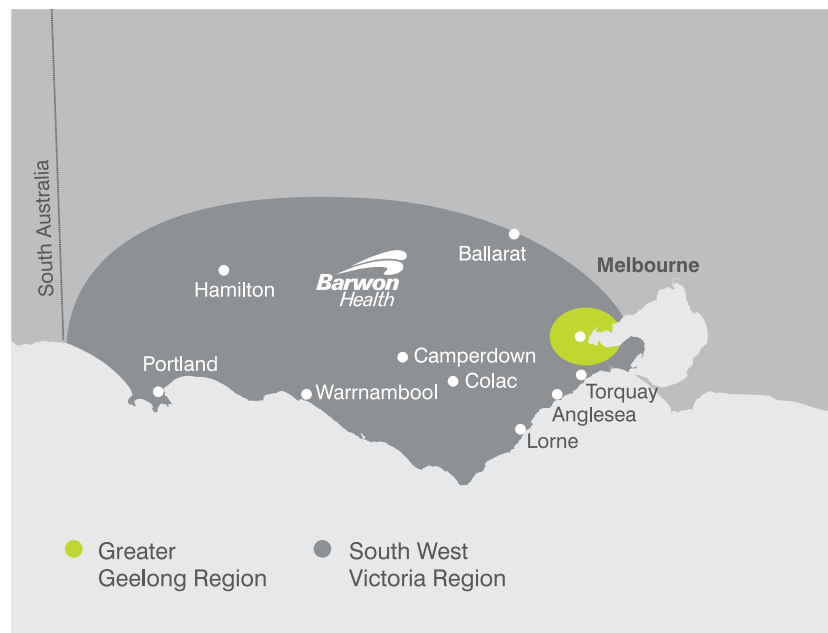 South Australia
Ballarat
Melbourne
Barwon
Health
Hamilton
Camperdown
Portland
Colac
Warrnambool
Torquay
Anglesea
Lorne
Greater
Geelong Region
South West
Victoria Region